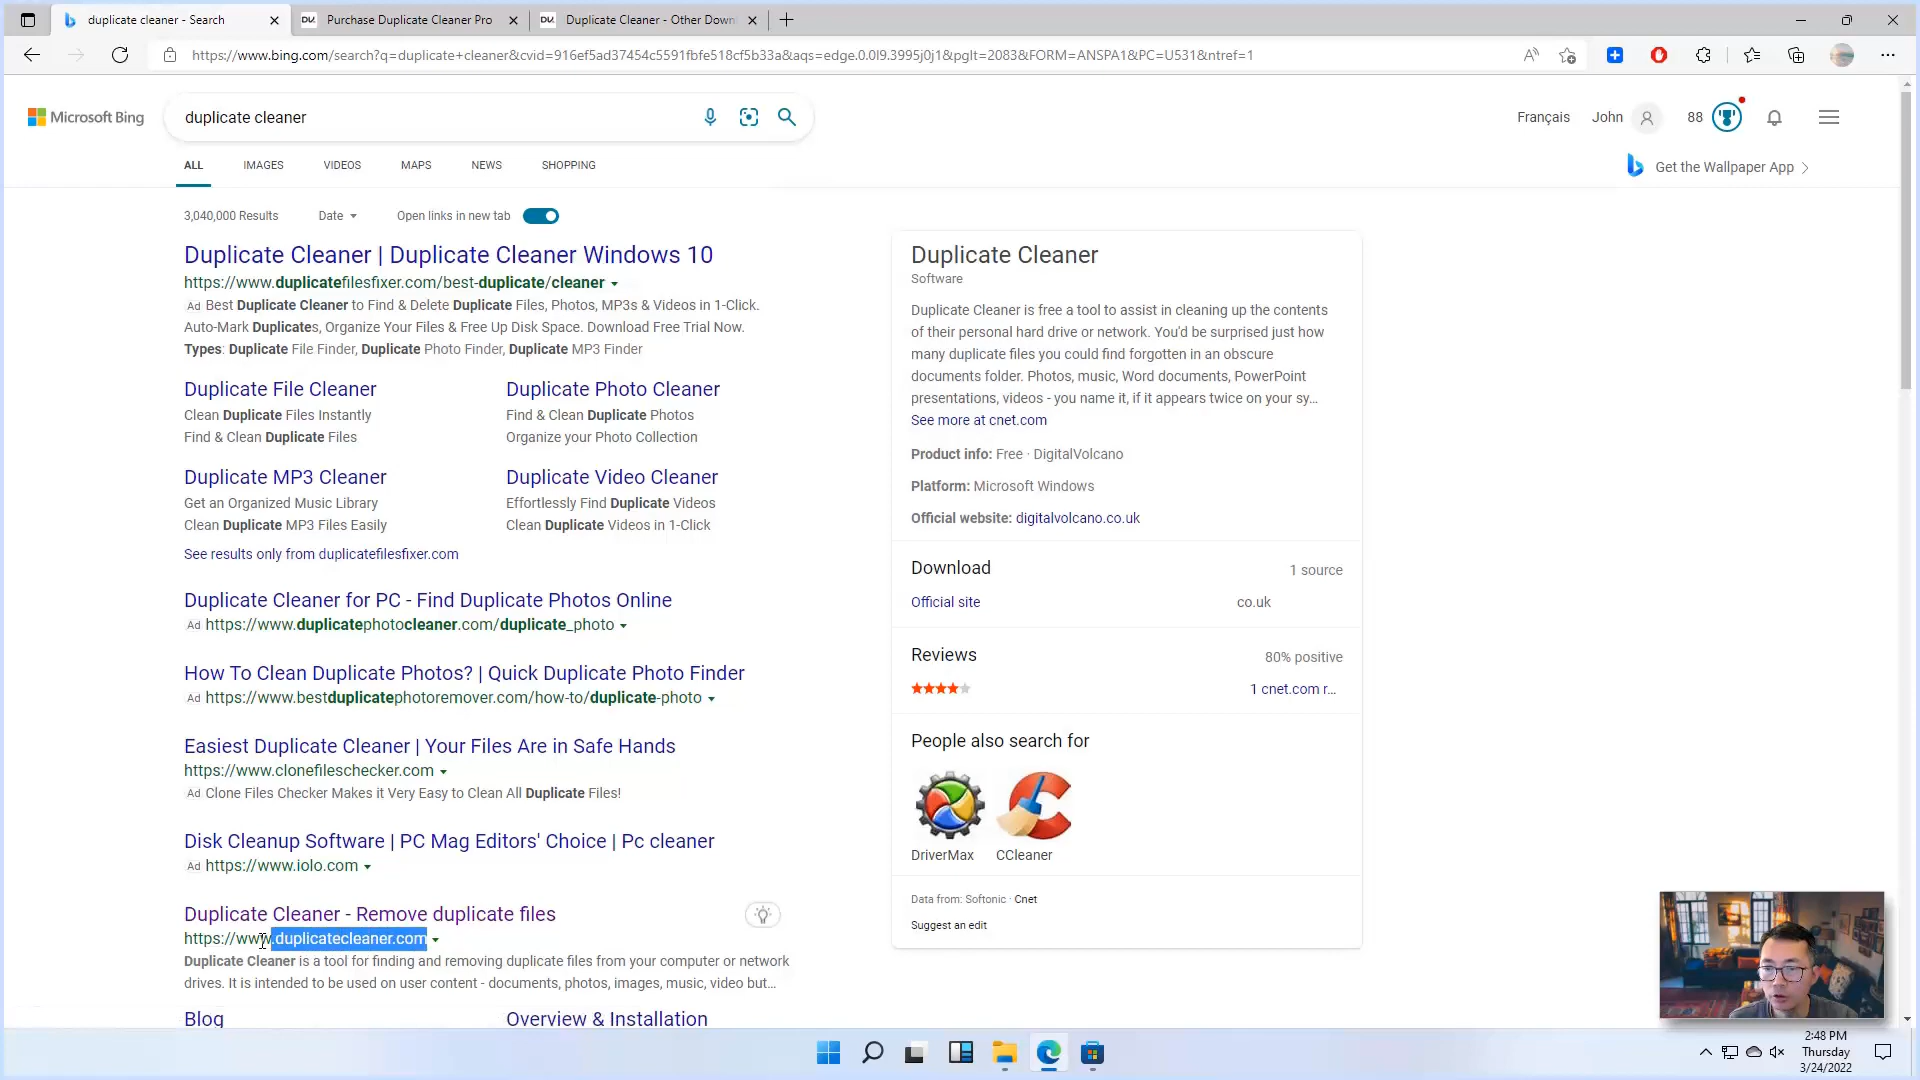 duplicate cleaner - Search
Purchase Duplicate Cleaner Pro
Duplicate Cleaner - Other Down
https://www.bing.com/search?q=duplicate+cleaner&cvid=916ef5ad37454c5591fbfe518cf5b33a&aqs=edge.0.0l9.3995j0j1&pglt=2083&FORM=ANSPA1&PC=U531&ntref=1
Microsoft Bing
duplicate cleaner
Français
John
88
ALL
IMAGES
VIDEOS
MAPS
NEWS
SHOPPING
Get the Wallpaper App
3,040,000 Results
Date
Open links in new tab
Duplicate Cleaner | Duplicate Cleaner Windows 10
https://www.duplicatefilesfixer.com/best-duplicate/cleaner
Ad Best Duplicate Cleaner to Find & Delete Duplicate Files, Photos, MP3s & Videos in 1-Click.
Auto-Mark Duplicates, Organize Your Files & Free Up Disk Space. Download Free Trial Now.
Types: Duplicate File Finder, Duplicate Photo Finder, Duplicate MP3 Finder
Duplicate File Cleaner
Clean Duplicate Files Instantly
Find & Clean Duplicate Files
Duplicate Photo Cleaner
Find & Clean Duplicate Photos
Organize your Photo Collection
Duplicate MP3 Cleaner
Get an Organized Music Library
Clean Duplicate MP3 Files Easily
Duplicate Video Cleaner
Effortlessly Find Duplicate Videos
Clean Duplicate Videos in 1-Click
See results only from duplicatefilesfixer.com
Duplicate Cleaner for PC - Find Duplicate Photos Online
Ad https://www.duplicatephotocleaner.com/duplicate_photo
How To Clean Duplicate Photos? | Quick Duplicate Photo Finder
Ad https://www.bestduplicatephotoremover.com/how-to/duplicate-photo
Easiest Duplicate Cleaner | Your Files Are in Safe Hands
https://www.clonefileschecker.com
Ad Clone Files Checker Makes it Very Easy to Clean All Duplicate Files!
Disk Cleanup Software | PC Mag Editors' Choice | Pc cleaner
Ad https://www.iolo.com
Duplicate Cleaner - Remove duplicate files
https://www.duplicatecleaner.com
Duplicate Cleaner is a tool for finding and removing duplicate files from your computer or network
drives. It is intended to be used on user content - documents, photos, images, music, video but...
Blog
Overview & Installation
Duplicate Cleaner
Software
Duplicate Cleaner is free a tool to assist in cleaning up the contents
of their personal hard drive or network. You'd be surprised just how
many duplicate files you could find forgotten in an obscure
documents folder. Photos, music, Word documents, PowerPoint
presentations, videos - you name it, if it appears twice on your sy...
See more at cnet.com
Product info: Free · DigitalVolcano
Platform: Microsoft Windows
Official website: digitalvolcano.co.uk
Download
1 source
Official site
co.uk
Reviews
80% positive
1 cnet.com r...
People also search for
DriverMax
CCleaner
Data from: Softonic · Cnet
Suggest an edit
2:48 PM
Thursday
3/24/2022